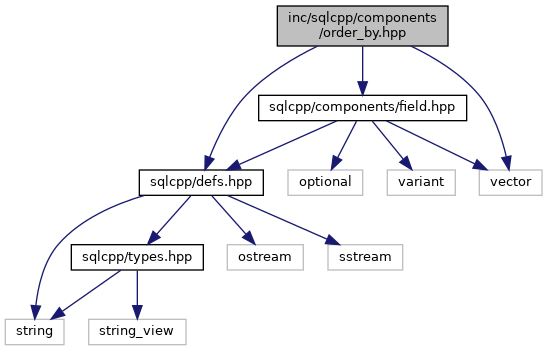 inc/sqlcpp/components
/order_by.hpp
sqlcpp/components/field.hpp
sqlcpp/defs.hpp
optional
variant
vector
sqlcpp/types.hpp
ostream
sstream
string
string_view